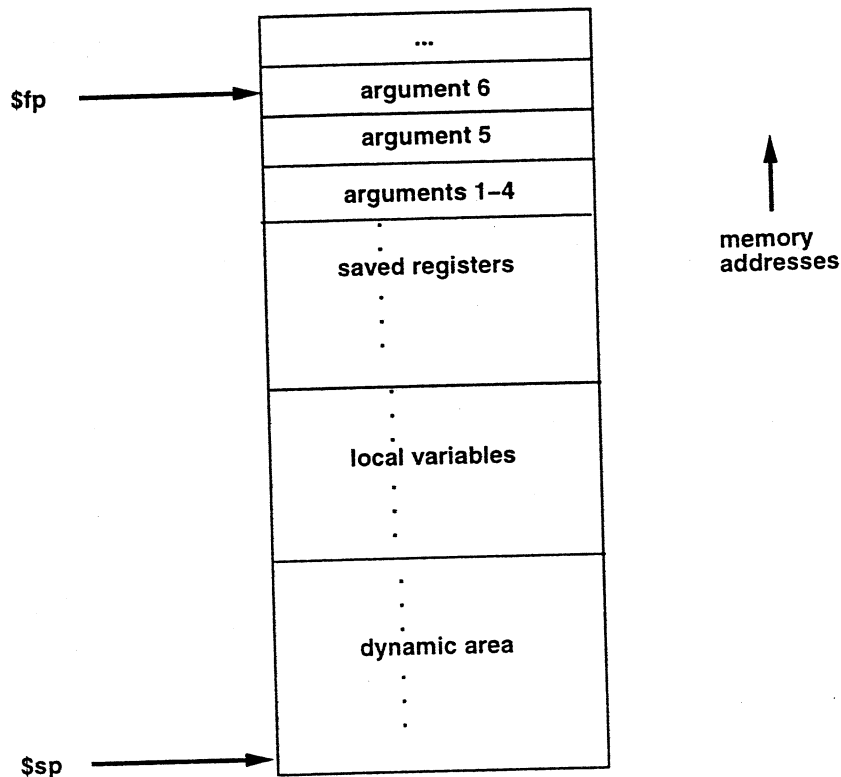 ...
$fp
argument 6
argument 5
arguments 1–4
saved registers
memory
addresses
local variables
dynamic area
$sp